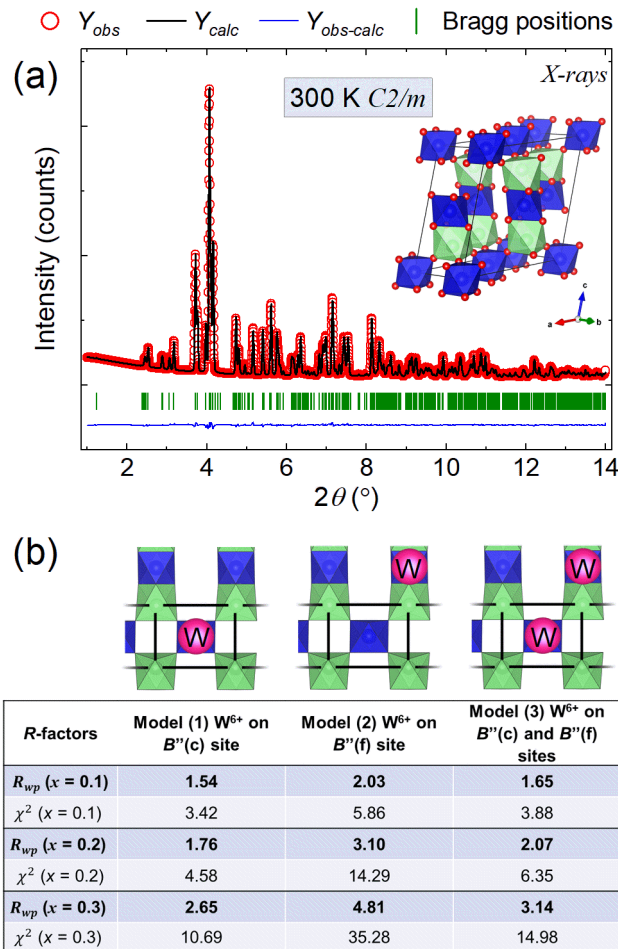 Y_obs Y_calc Y_obs-calc Bragg positions
(a)
X-rays
300 K C2/m
Intensity (counts)
c
a b
2 4 6 8 10 12 14
2θ (°)
(b)
W
W W
W
R-factors Model (1) W⁶⁺ on B"(c) site Model (2) W⁶⁺ on B"(f) site Model (3) W⁶⁺ on B"(c) and B"(f) sites
R_wp (x = 0.1) 1.54 2.03 1.65
χ² (x = 0.1) 3.42 5.86 3.88
R_wp (x = 0.2) 1.76 3.10 2.07
χ² (x = 0.2) 4.58 14.29 6.35
R_wp (x = 0.3) 2.65 4.81 3.14
χ² (x = 0.3) 10.69 35.28 14.98